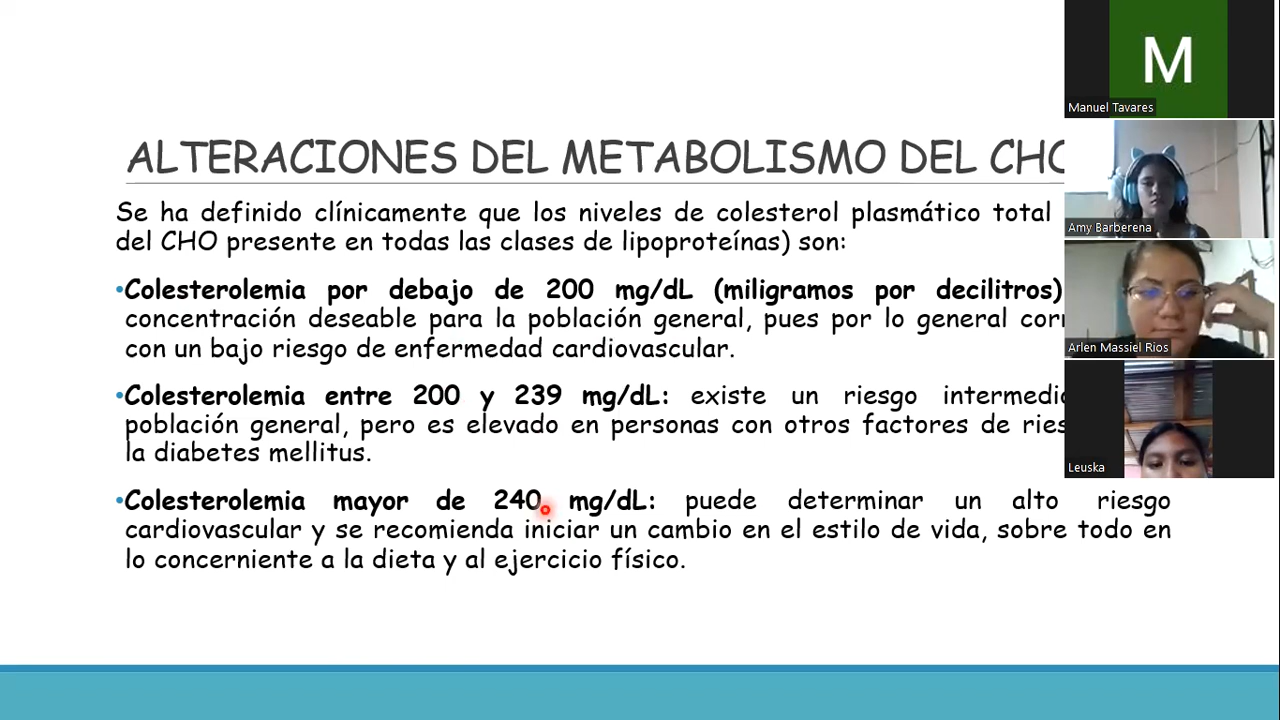 ALTERACIONES DEL METABOLISMO DEL CHO
Se ha definido clínicamente que los niveles de colesterol plasmático total
del CHO presente en todas las clases de lipoproteínas) son:
•Colesterolemia por debajo de 200 mg/dL (miligramos por decilitros)
concentración deseable para la población general, pues por lo general
con un bajo riesgo de enfermedad cardiovascular.
•Colesterolemia entre 200 y 239 mg/dL: existe un riesgo
población general, pero es elevado en personas con otros factores de
la diabetes mellitus.
•Colesterolemia mayor de 240 mg/dL: puede determinar un alto riesgo
cardiovascular y se recomienda iniciar un cambio en el estilo de vida, sobre todo en
lo concerniente a la dieta y al ejercicio físico.
M
Manuel Tavares
Amy Barberena
Arlen Massiel Rios
Leuska